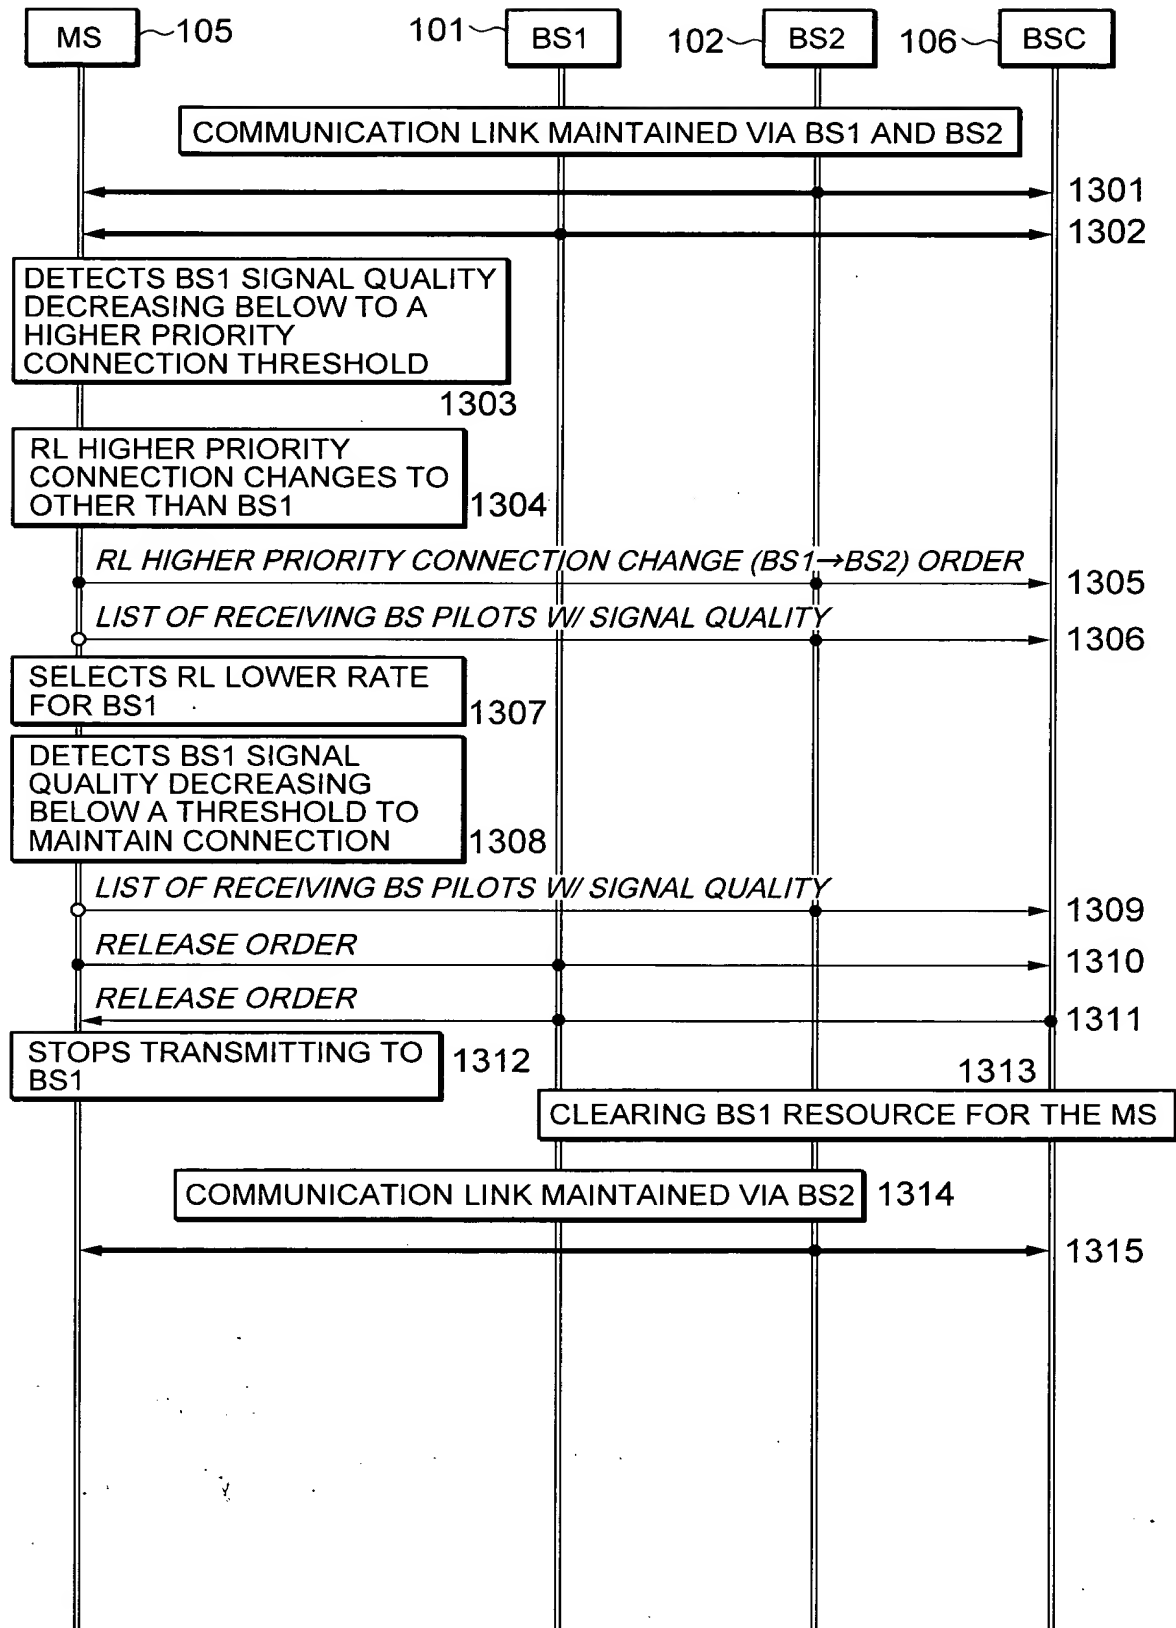 MS 105 101 BS1 102 BS2 106 BSC
COMMUNICATION LINK MAINTAINED VIA BS1 AND BS2
1301
1302
DETECTS BS1 SIGNAL QUALITY
DECREASING BELOW TO A
HIGHER PRIORITY
CONNECTION THRESHOLD
1303
RL HIGHER PRIORITY
CONNECTION CHANGES TO
OTHER THAN BS1
1304
RL HIGHER PRIORITY CONNECTION CHANGE (BS1→BS2) ORDER
1305
LIST OF RECEIVING BS PILOTS W/ SIGNAL QUALITY
1306
SELECTS RL LOWER RATE
FOR BS1
1307
DETECTS BS1 SIGNAL
QUALITY DECREASING
BELOW A THRESHOLD TO
MAINTAIN CONNECTION
1308
LIST OF RECEIVING BS PILOTS W/ SIGNAL QUALITY
1309
RELEASE ORDER
1310
RELEASE ORDER
1311
STOPS TRANSMITTING TO
BS1
1312
1313
CLEARING BS1 RESOURCE FOR THE MS
COMMUNICATION LINK MAINTAINED VIA BS2
1314
1315